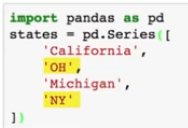 import pandas as pd
states = pd.Series([
    'California',
    'OH',
    'Michigan',
    'NY'
])